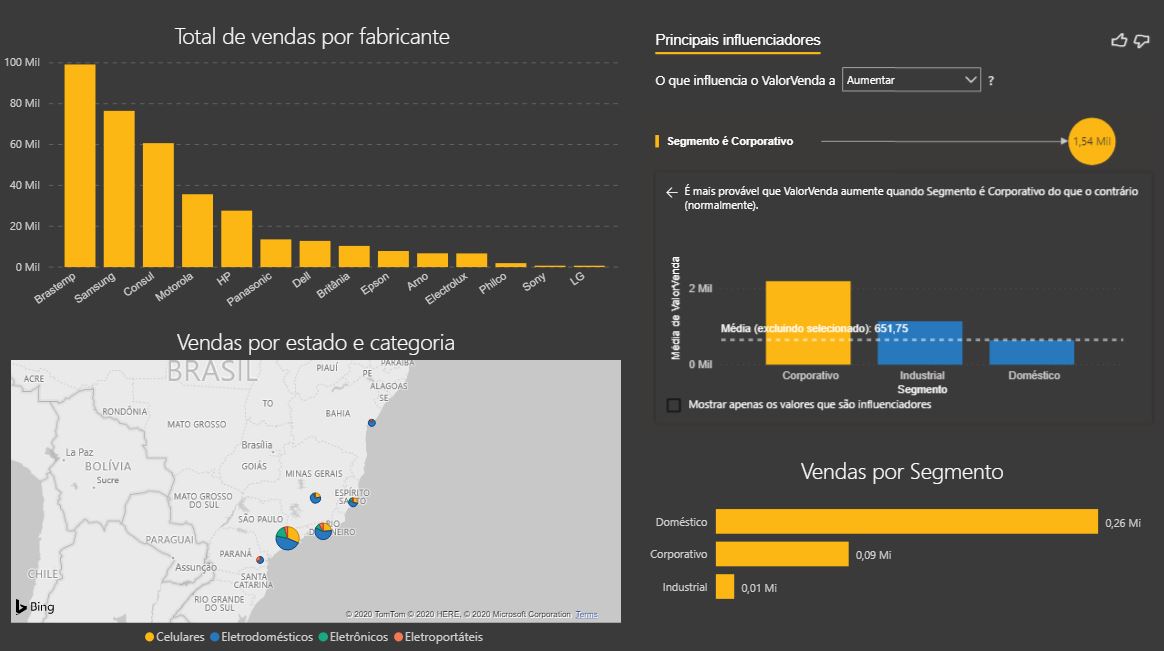 Total de vendas por fabricante
100 Mil
80 Mil
60 Mil
40 Mil
20 Mil
0 Mil
Brastemp
Samsung
Consul
Motorola
HP
Panasonic
Dell
Britânia
Epson
Arno
Electrolux
Philco
Sony
LG
Vendas por estado e categoria
BRASIL
ACRE
RONDÔNIA
MATO GROSSO
TO
PIAUÍ
PARAÍBA
PE
ALAGOAS
SE
BAHIA
Brasília
GOIÁS
MINAS GERAIS
La Paz
BOLÍVIA
Sucre
MATO GROSSO
DO SUL
ESPÍRITO
SANTO
SÃO PAULO
RIO
DE JANEIRO
PARAGUAI
PARANÁ
Assunção
CHILE
SANTA
CATARINA
RIO GRANDE
DO SUL
Bing
© 2020 TomTom © 2020 HERE, © 2020 Microsoft Corporation Terms
Celulares Eletrodomésticos Eletrônicos Eletroportáteis
Principais influenciadores
O que influencia o ValorVenda a Aumentar ?
Segmento é Corporativo 1,54 Mil
É mais provável que ValorVenda aumente quando Segmento é Corporativo do que o contrário
(normalmente).
Média de ValorVenda
2 Mil
Média (excluindo selecionado): 651,75
0 Mil
Corporativo Industrial Doméstico
Segmento
Mostrar apenas os valores que são influenciadores
Vendas por Segmento
Doméstico 0,26 Mi
Corporativo 0,09 Mi
Industrial 0,01 Mi